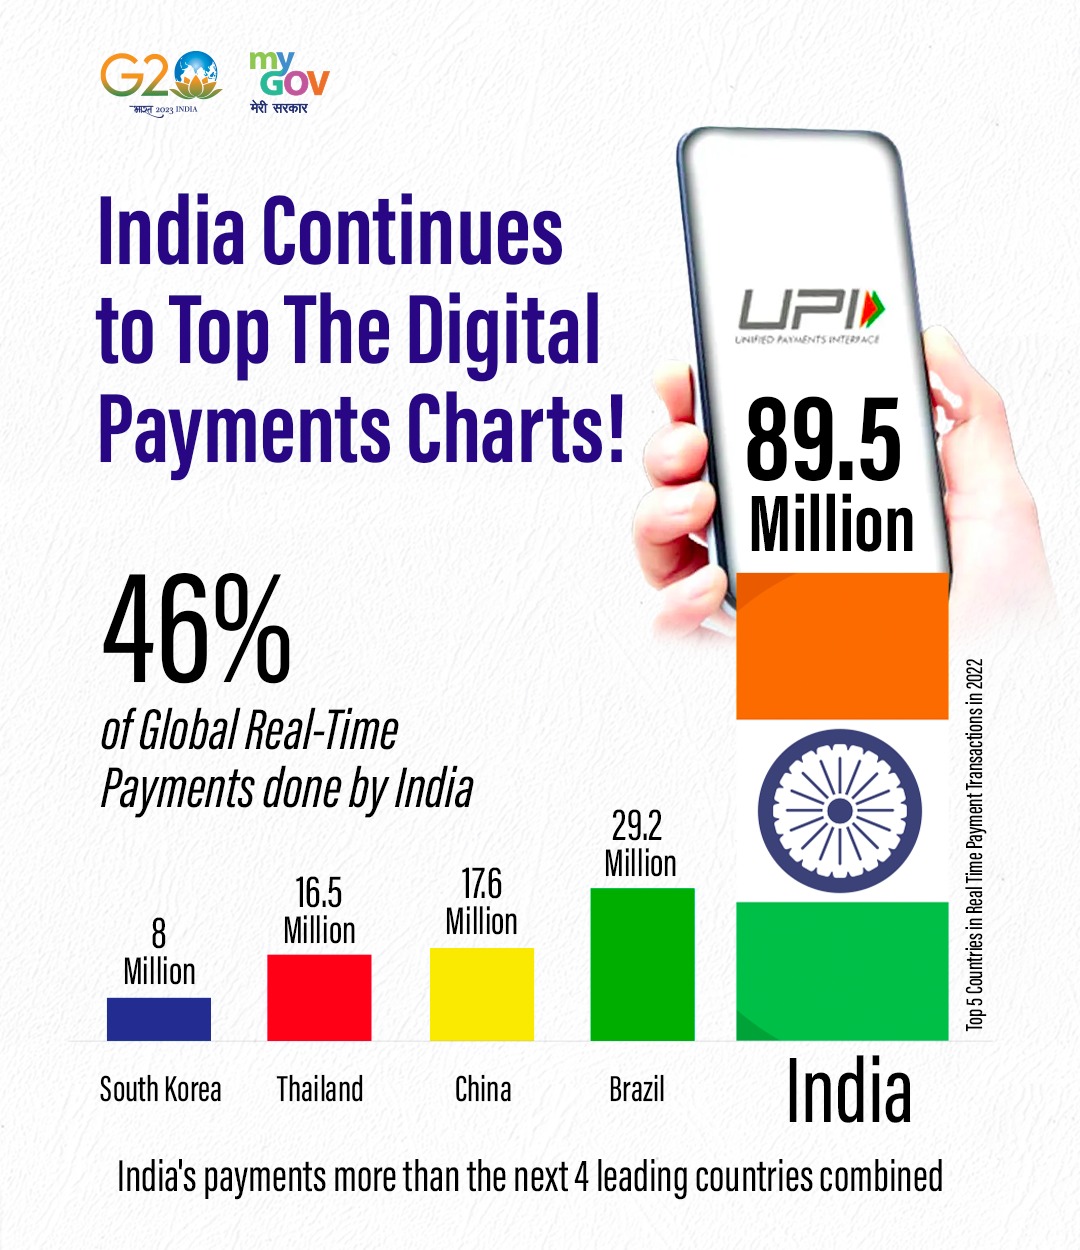 G20
भारत 2023 INDIA
my
GOV
मेरी सरकार
India Continues
to Top The Digital
Payments Charts!
UPI
UNIFIED PAYMENTS INTERFACE
89.5
Million
46%
of Global Real-Time
Payments done by India
8
Million
16.5
Million
17.6
Million
29.2
Million
Top 5 Countries in Real Time Payment Transactions in 2022
South Korea
Thailand
China
Brazil
India
India's payments more than the next 4 leading countries combined